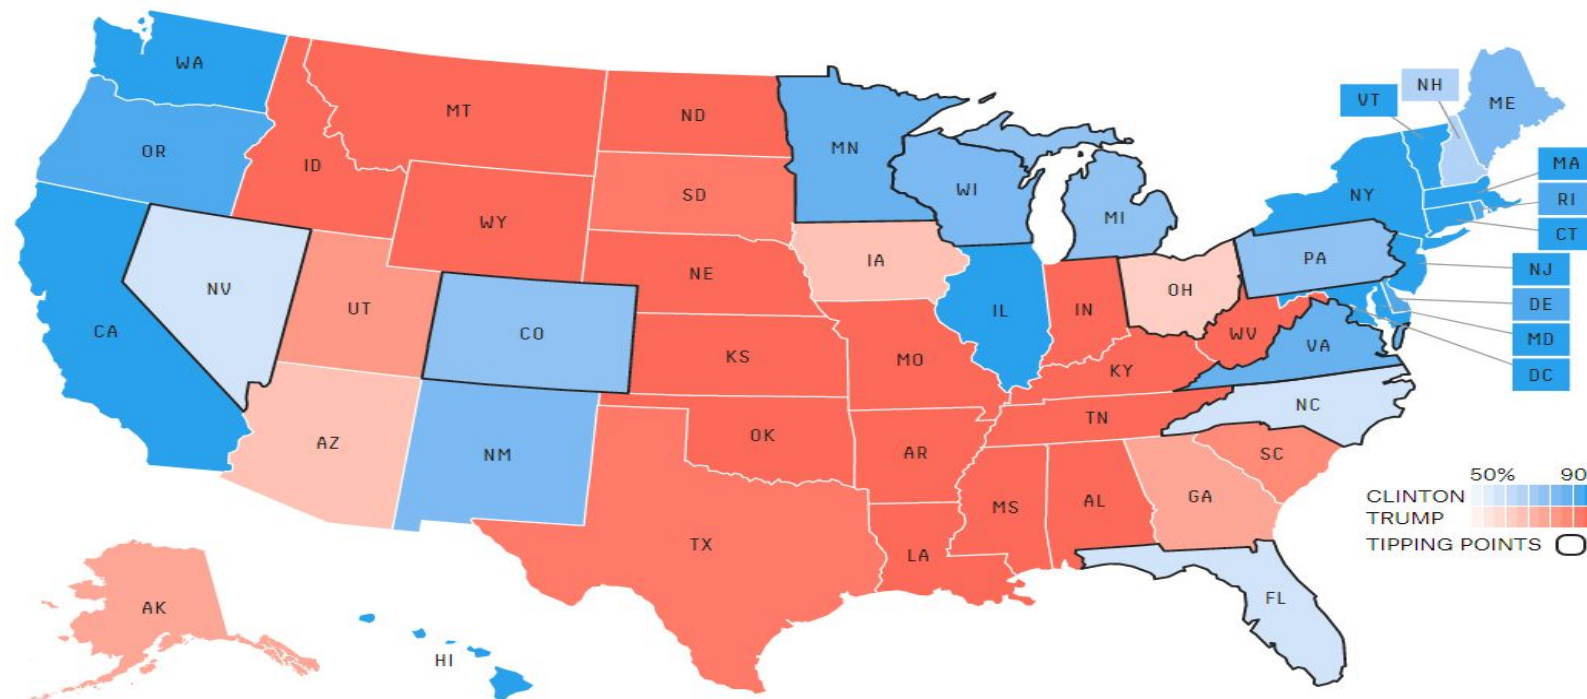 WA
MT
ND
MN
VT
NH
ME
OR
ID
SD
WI
MI
NY
MA
RI
CT
WY
NE
IA
PA
NJ
NV
UT
CO
IL
IN
OH
WV
VA
DE
MD
DC
CA
KS
MO
KY
NC
AZ
NM
OK
AR
TN
SC
GA
TX
MS
AL
LA
FL
AK
HI
50% 90
CLINTON
TRUMP
TIPPING POINTS